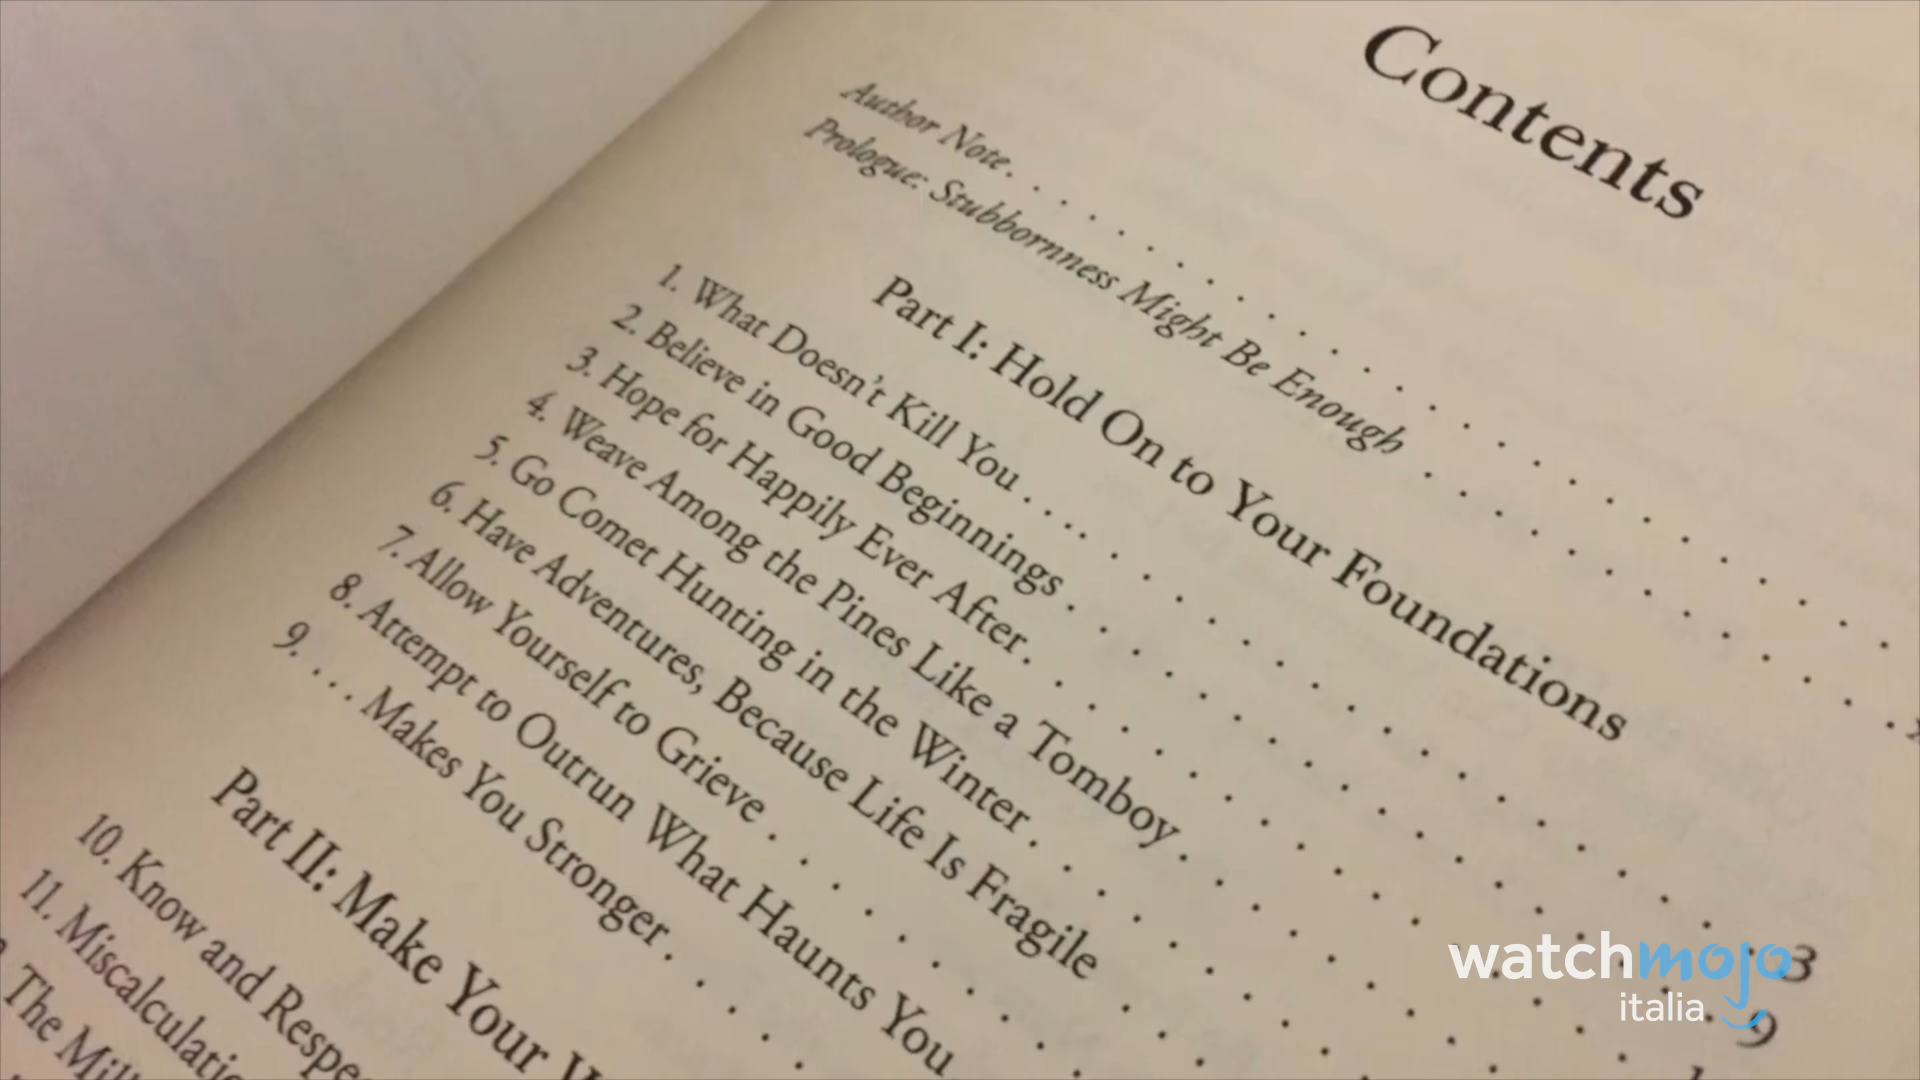 Contents
Author Note. . . . . . . . . . . . . . . . . . . . . . . . . .
Prologue: Stubbornness Might Be Enough . . . . . . . . . . . .
Part I: Hold On to Your Foundations
1. What Doesn't Kill You . . . . . . . . . . . . . . . . . . 3
2. Believe in Good Beginnings . . . . . . . . . . . . . . . . 9
3. Hope for Happily Ever After. . . . . . . . . . . . . . . .
4. Weave Among the Pines Like a Tomboy . . . . . . . . . .
5. Go Comet Hunting in the Winter . . . . . . . . .
6. Have Adventures, Because Life Is Fragile . . . .
7. Allow Yourself to Grieve . . . . . . . . . .
8. Attempt to Outrun What Haunts You
9. . . . Makes You Stronger . . . . . .
Part II: Make Your
10. Know and
11.
The
watchmojo
italia